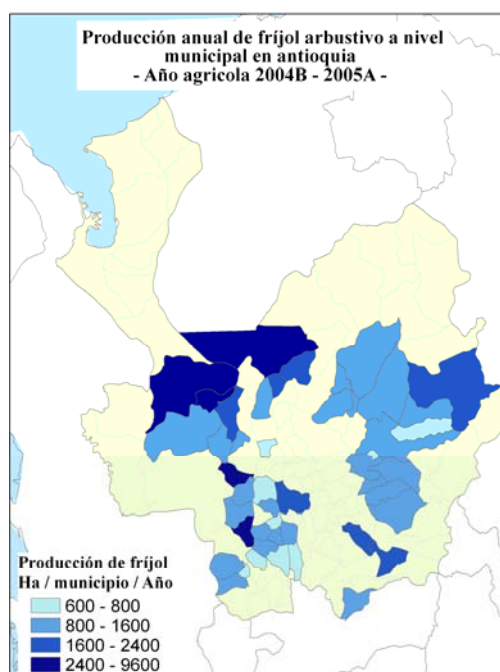 Producción anual de fríjol arbustivo a nivel
municipal en antioquia
- Año agricola 2004B - 2005A -
Producción de fríjol
Ha / municipio / Año
600 - 800
800 - 1600
1600 - 2400
2400 - 9600